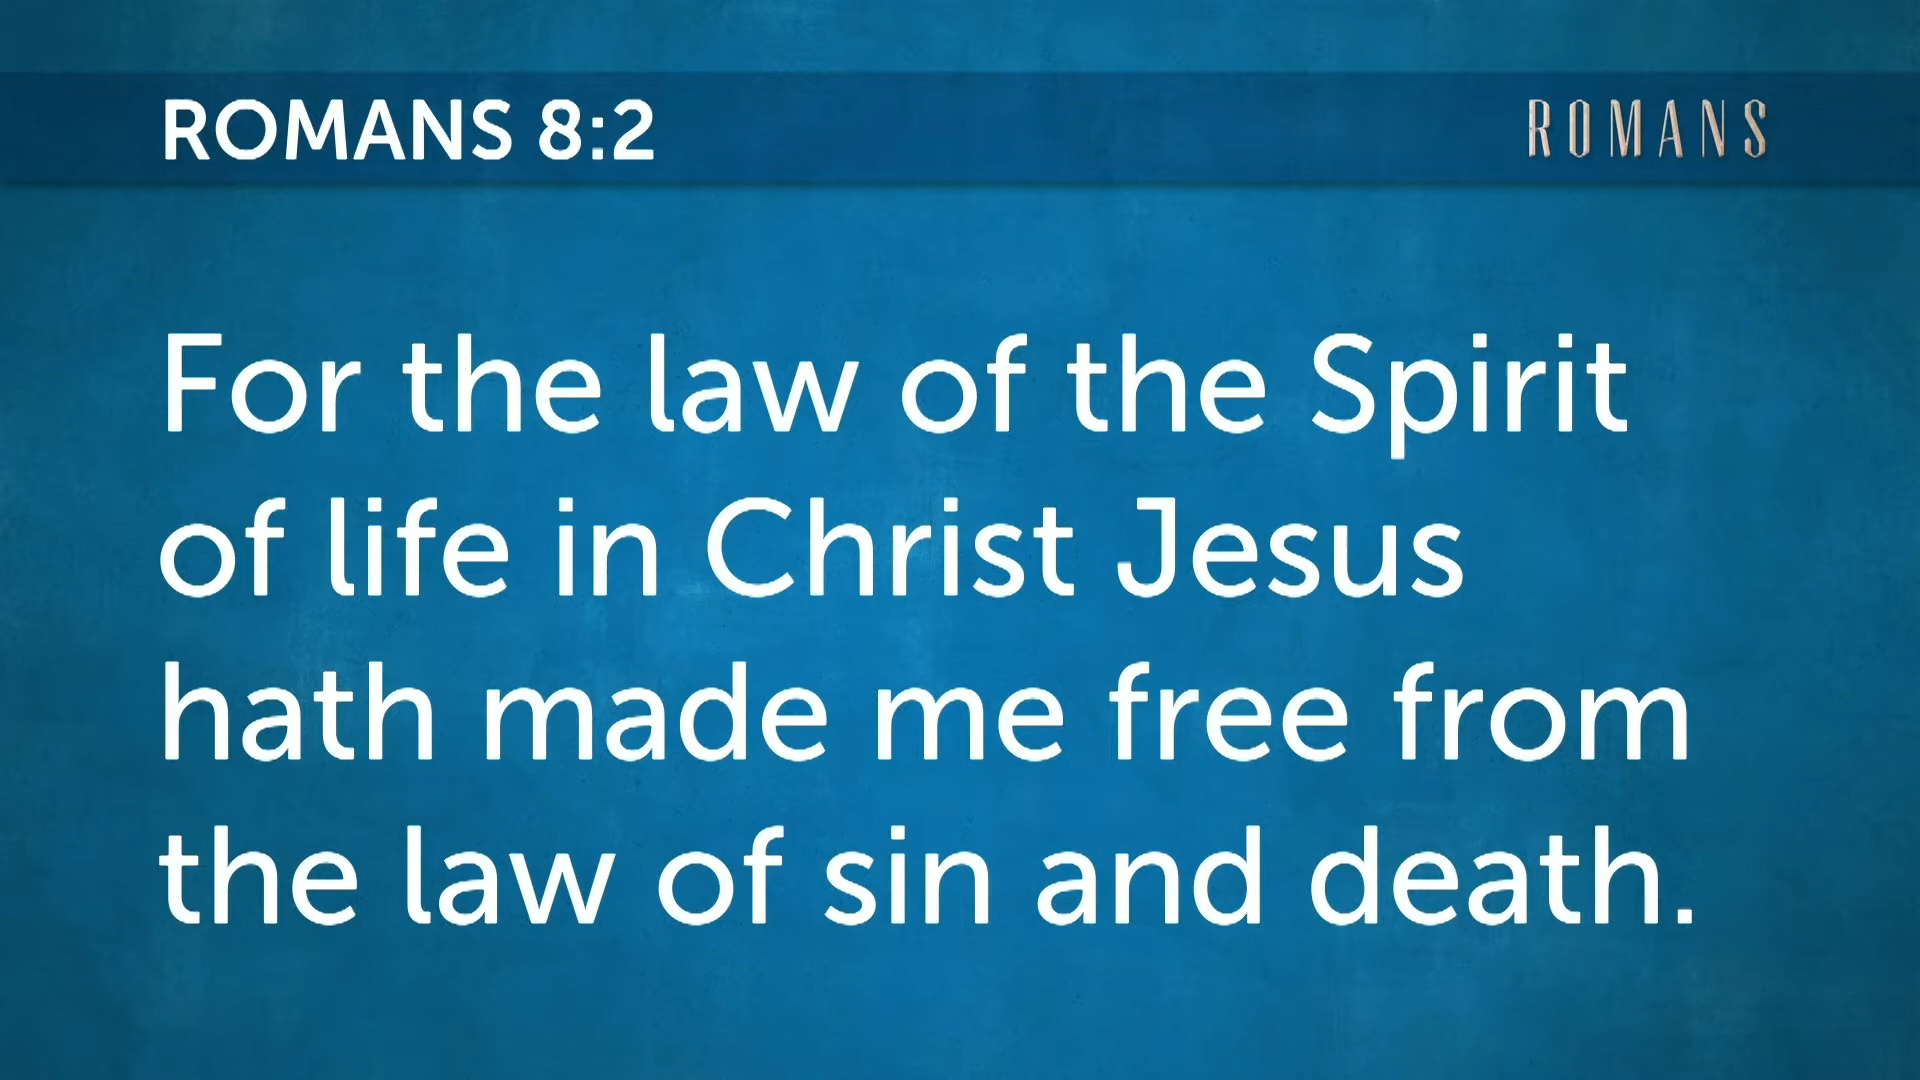 ROMANS 8:2
ROMANS
For the law of the Spirit
of life in Christ Jesus
hath made me free from
the law of sin and death.